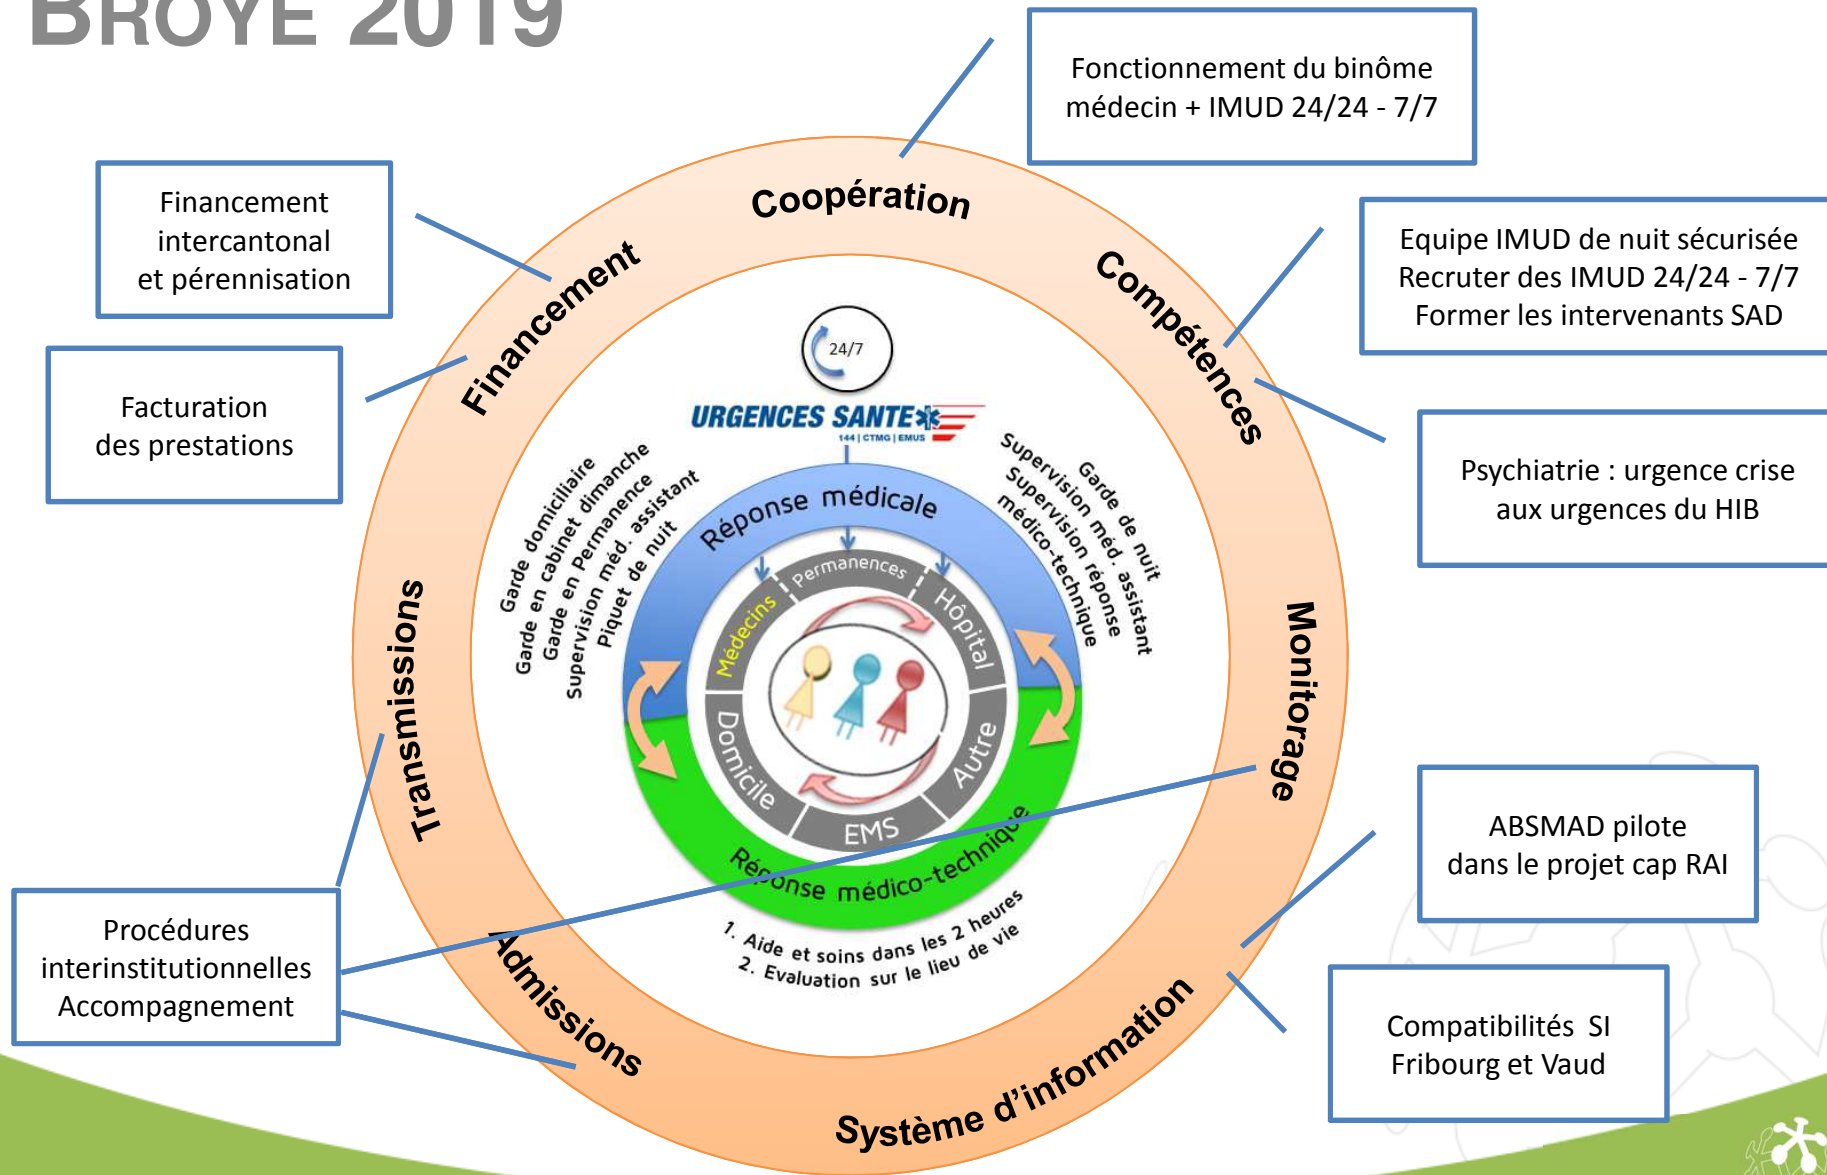 BROYE 2019
Fonctionnement du binôme
médecin + IMUD 24/24 - 7/7
Financement
intercantonal
et pérennisation
Facturation
des prestations
Equipe IMUD de nuit sécurisée
Recruter des IMUD 24/24 - 7/7
Former les intervenants SAD
Psychiatrie : urgence crise
aux urgences du HIB
Coopération
Compétences
Monitorage
Système d'information
Admissions
Transmissions
Financement
24/7
URGENCES SANTE
144 | CTMG | EMUS
Garde domiciliaire
Garde en cabinet dimanche
Garde en Permanence
Supervision méd. assistant
Piquet de nuit
Garde de nuit
Supervision méd. assistant
Supervision réponse
médico-technique
Réponse médicale
Médecins
Permanences
Hôpital
Autre
EMS
Domicile
Réponse médico-technique
1. Aide et soins dans les 2 heures
2. Evaluation sur le lieu de vie
Procédures
interinstitutionnelles
Accompagnement
ABSMAD pilote
dans le projet cap RAI
Compatibilités SI
Fribourg et Vaud